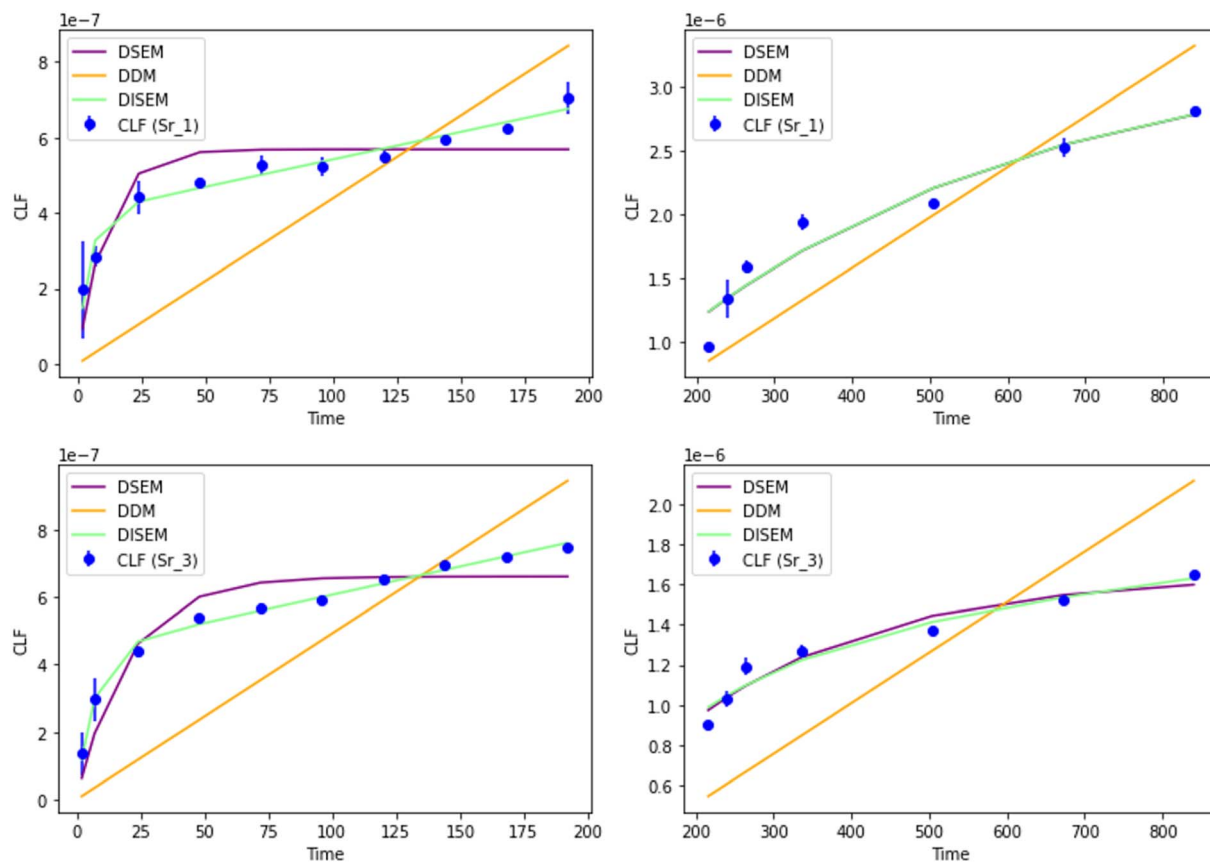 1e−7
DSEM
DDM
DISEM
CLF (Sr_1)
8
6
4
2
0
CLF
0 25 50 75 100 125 150 175 200
Time
1e−6
DSEM
DDM
DISEM
CLF (Sr_1)
3.0
2.5
2.0
1.5
1.0
CLF
200 300 400 500 600 700 800
Time
1e−7
DSEM
DDM
DISEM
CLF (Sr_3)
8
6
4
2
0
CLF
0 25 50 75 100 125 150 175 200
Time
1e−6
DSEM
DDM
DISEM
CLF (Sr_3)
2.0
1.8
1.6
1.4
1.2
1.0
0.8
0.6
CLF
200 300 400 500 600 700 800
Time